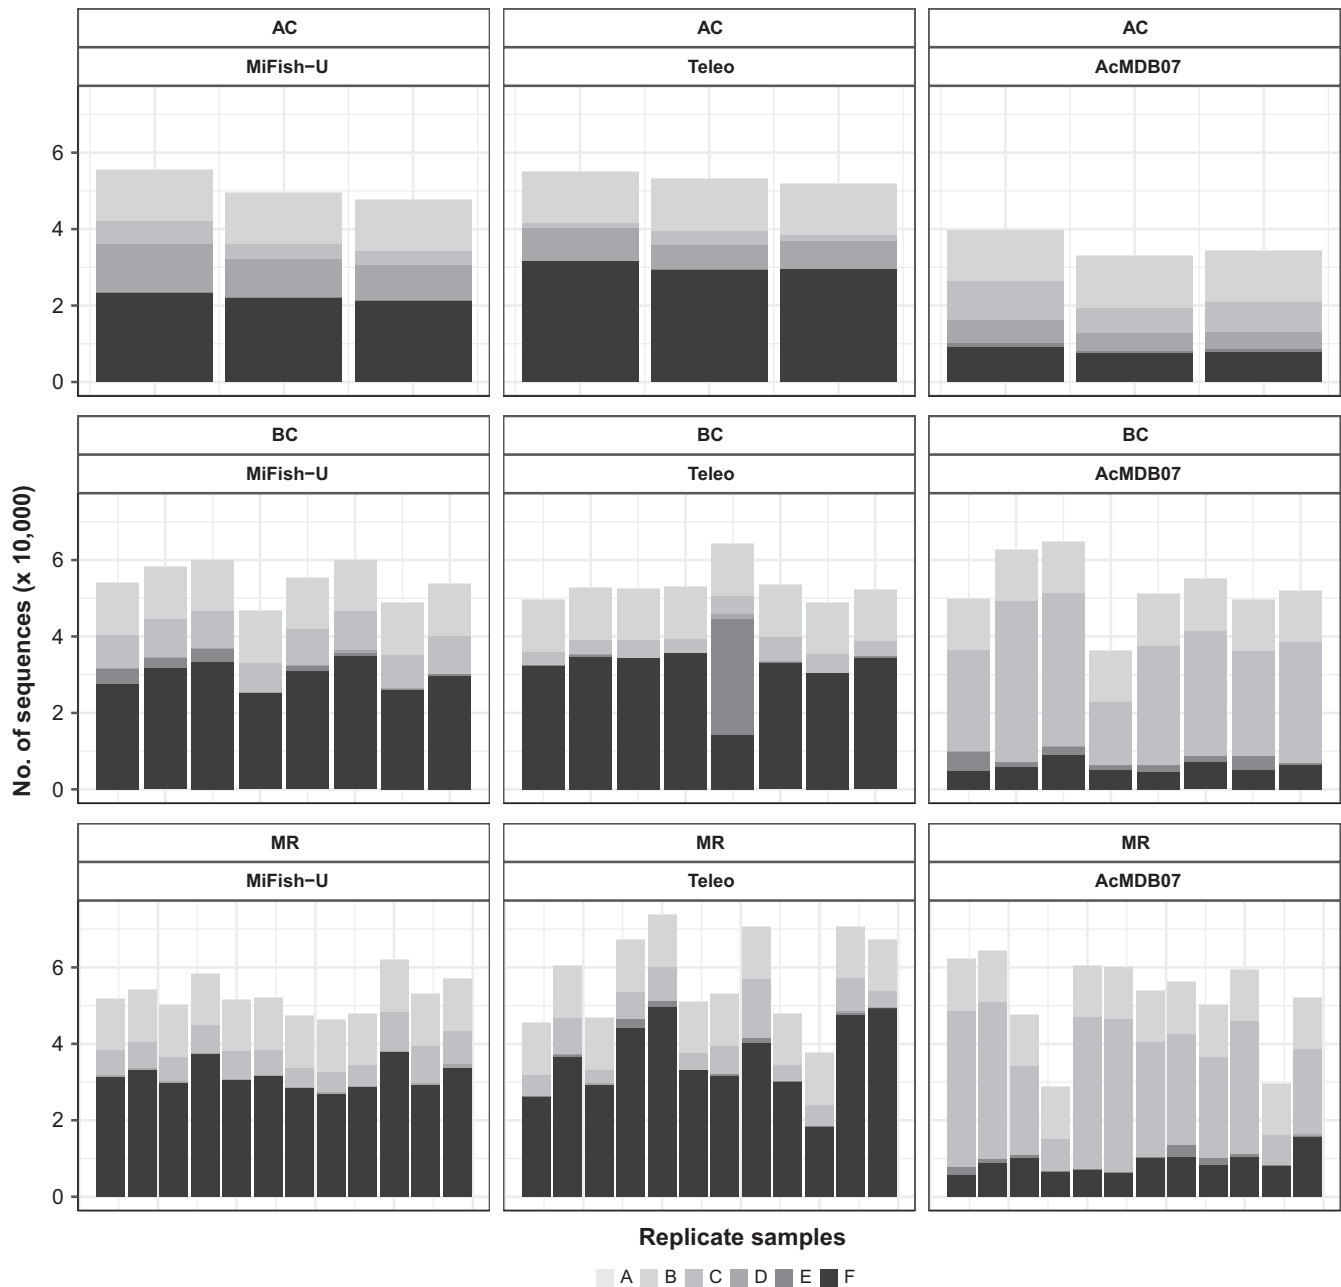 AC AC AC
MiFish−U Teleo AcMDB07
6
4
2
0
BC BC BC
MiFish−U Teleo AcMDB07
6
4
2
0
No. of sequences (x 10,000)
MR MR MR
MiFish−U Teleo AcMDB07
6
4
2
0
Replicate samples
A B C D E F